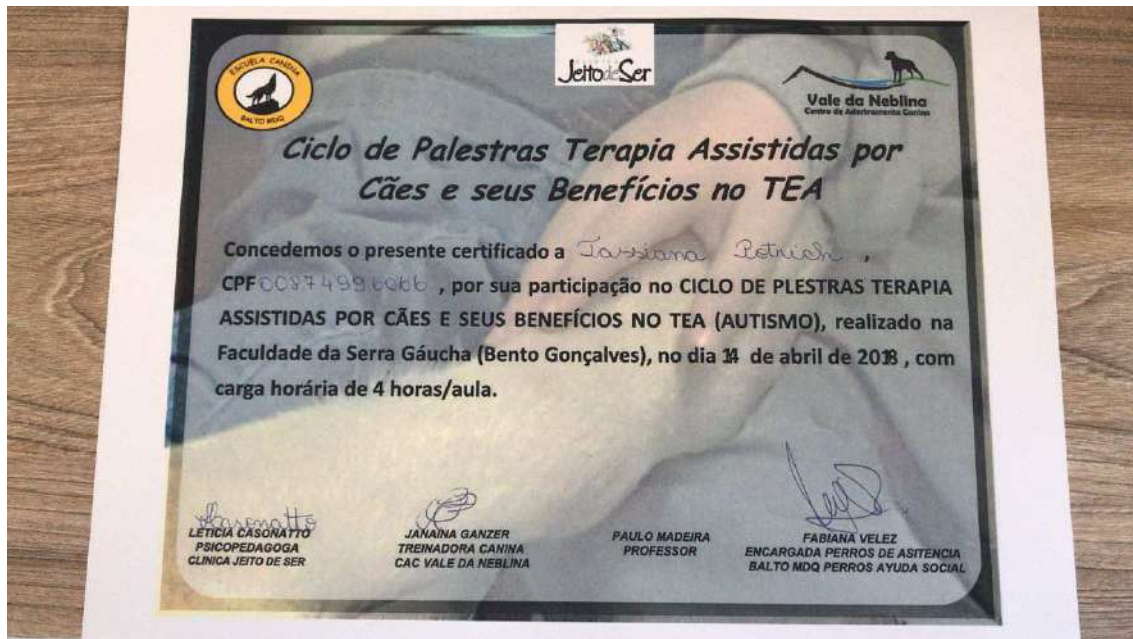 ESCUELA CANINA
BALTO MDQ
Jeito de Ser
Vale da Neblina
Centro de Adestramento Canino
Ciclo de Palestras Terapia Assistidas por
Cães e seus Benefícios no TEA
Concedemos o presente certificado a Tassiana Potrich ,
CPF 00874996066 , por sua participação no CICLO DE PLESTRAS TERAPIA
ASSISTIDAS POR CÃES E SEUS BENEFÍCIOS NO TEA (AUTISMO), realizado na
Faculdade da Serra Gáucha (Bento Gonçalves), no dia 14 de abril de 2018 , com
carga horária de 4 horas/aula.
LETICIA CASONATTO
PSICOPEDAGOGA
CLINICA JEITO DE SER
JANAINA GANZER
TREINADORA CANINA
CAC VALE DA NEBLINA
PAULO MADEIRA
PROFESSOR
FABIANA VELEZ
ENCARGADA PERROS DE ASITENCIA
BALTO MDQ PERROS AYUDA SOCIAL